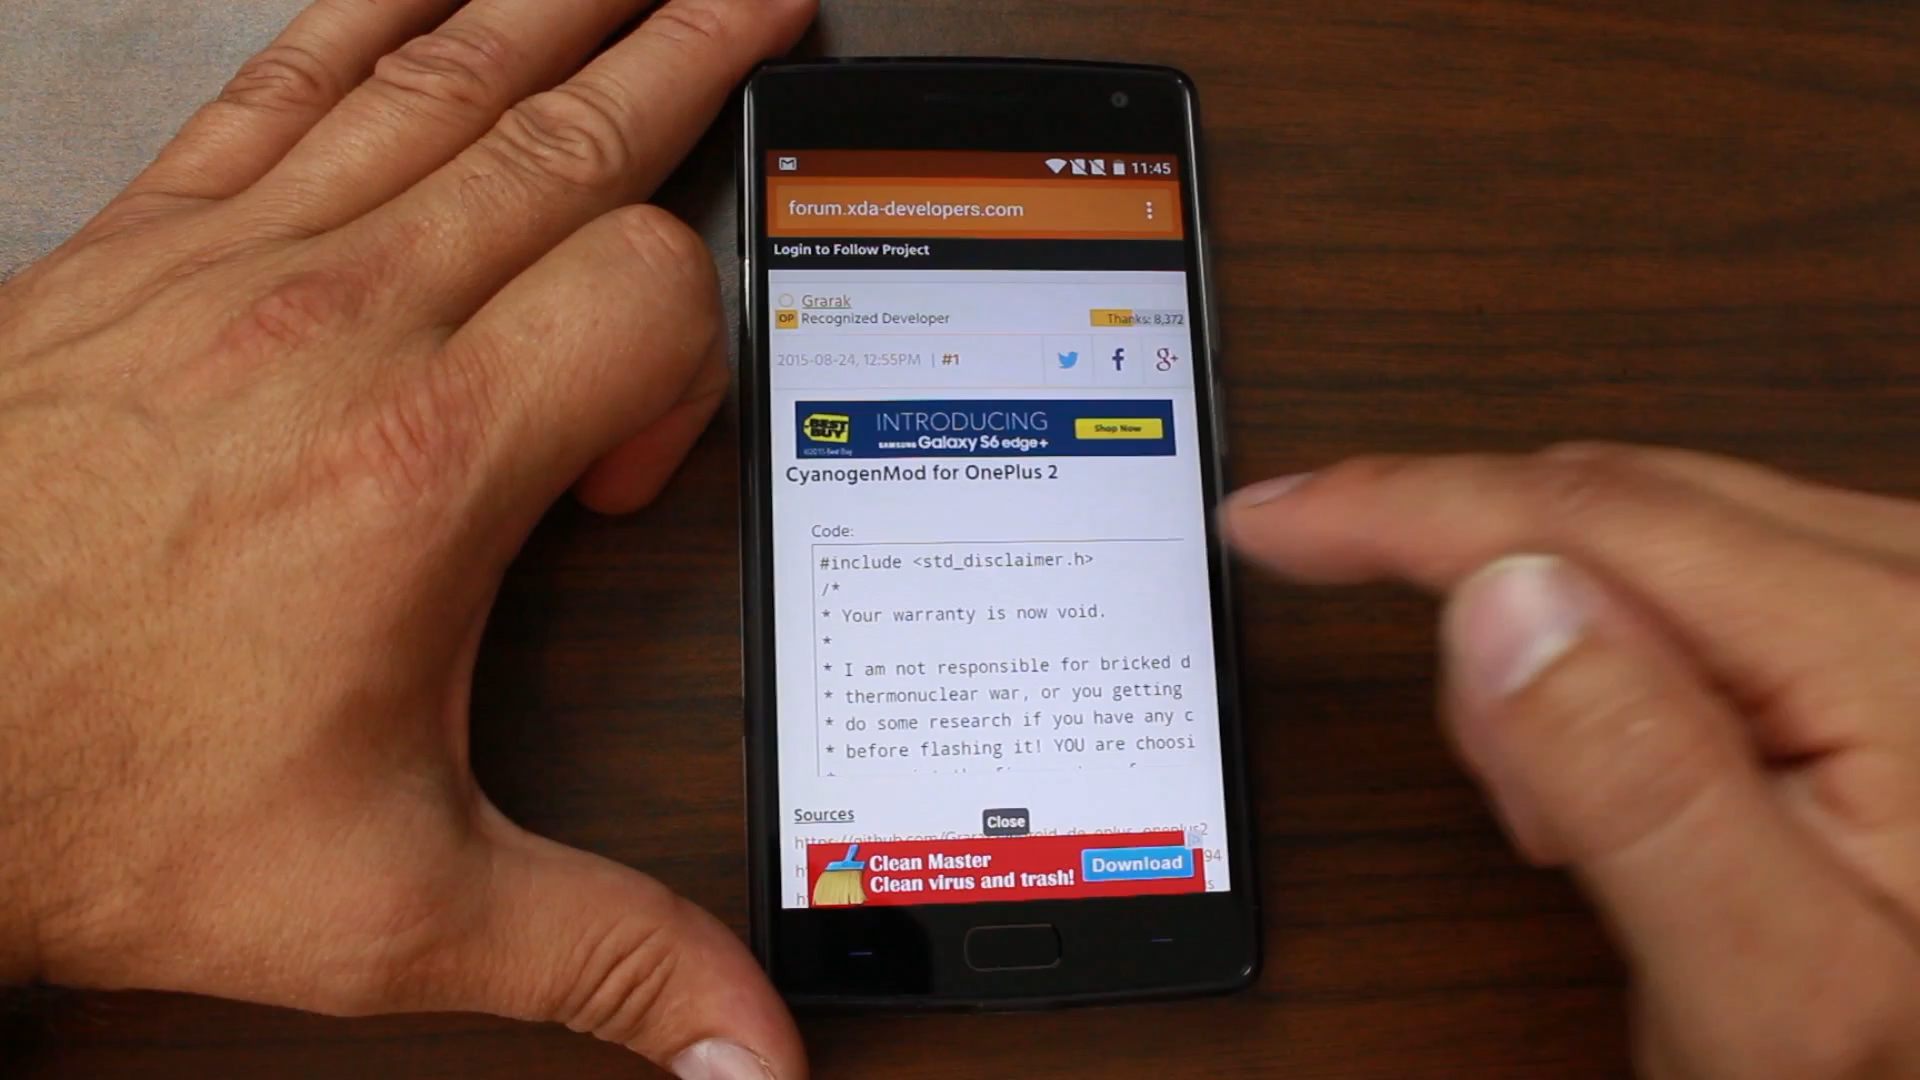 11:45
forum.xda-developers.com
Login to Follow Project
Grarak
OP Recognized Developer
Thanks: 8,372
2015-08-24, 12:55PM | #1
BEST BUY
©2015 Best Buy
INTRODUCING
SAMSUNG Galaxy S6 edge+
Shop Now
CyanogenMod for OnePlus 2
Code:
#include <std_disclaimer.h>
/*
* Your warranty is now void.
*
* I am not responsible for bricked d
* thermonuclear war, or you getting
* do some research if you have any c
* before flashing it! YOU are choosi
Sources
Close
Clean Master
Clean virus and trash!
Download